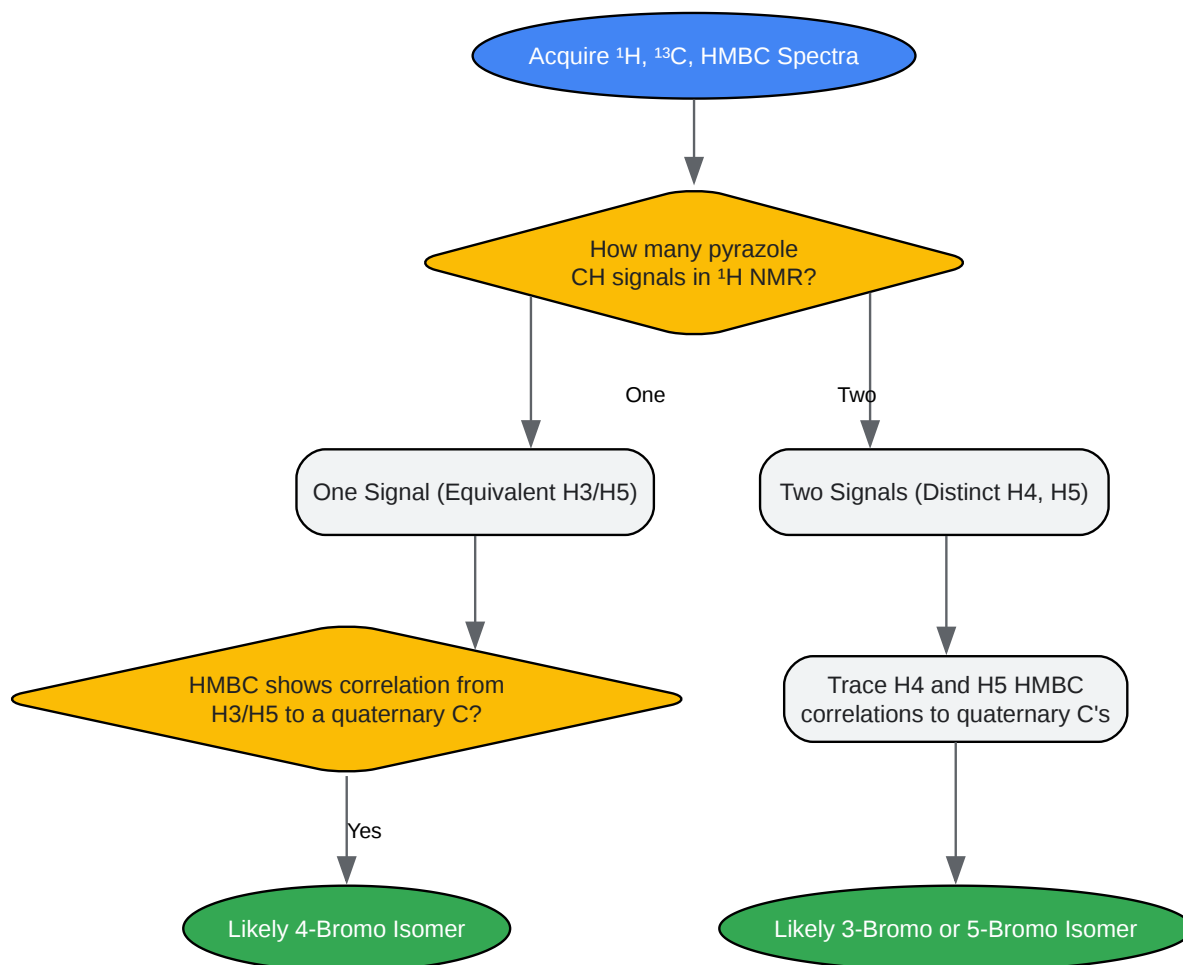 Acquire ¹H, ¹³C, HMBC Spectra
How many pyrazole
CH signals in ¹H NMR?
One
Two
One Signal (Equivalent H3/H5)
Two Signals (Distinct H4, H5)
HMBC shows correlation from
H3/H5 to a quaternary C?
Trace H4 and H5 HMBC
correlations to quaternary C's
Yes
Likely 4-Bromo Isomer
Likely 3-Bromo or 5-Bromo Isomer